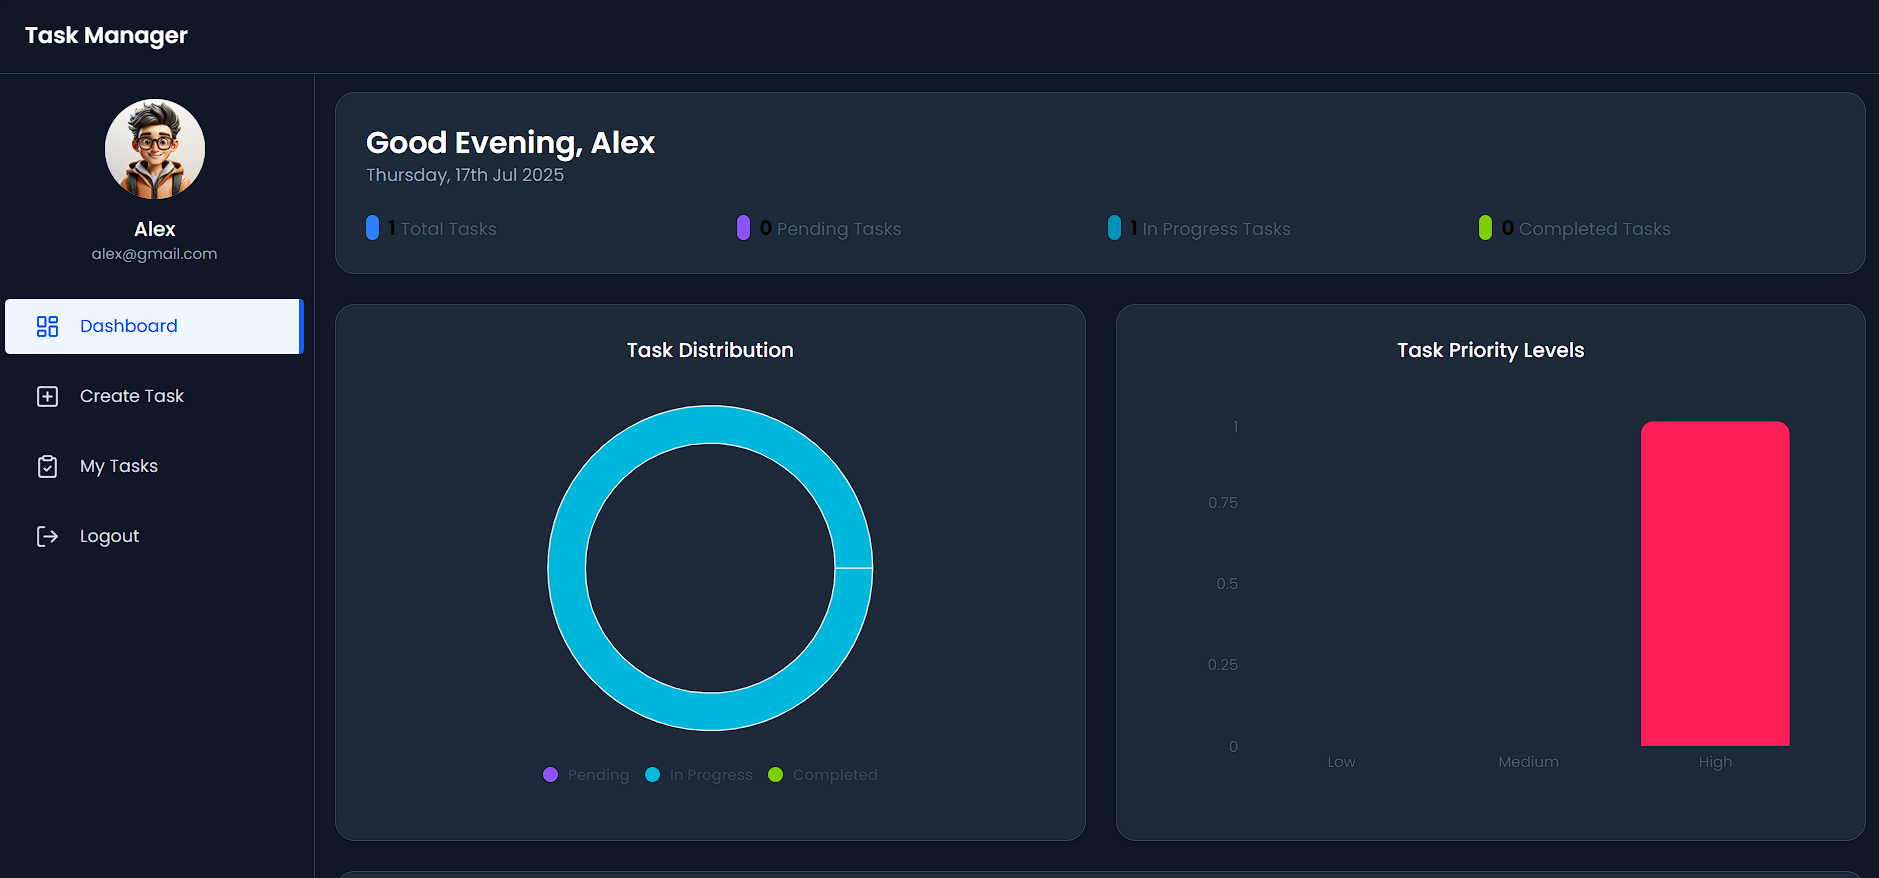 Task Manager
Alex
alex@gmail.com
Dashboard
Create Task
My Tasks
Logout
Good Evening, Alex
Thursday, 17th Jul 2025
1 Total Tasks
0 Pending Tasks
1 In Progress Tasks
0 Completed Tasks
Task Distribution
Pending
In Progress
Completed
Task Priority Levels
1
0.75
0.5
0.25
0
Low
Medium
High